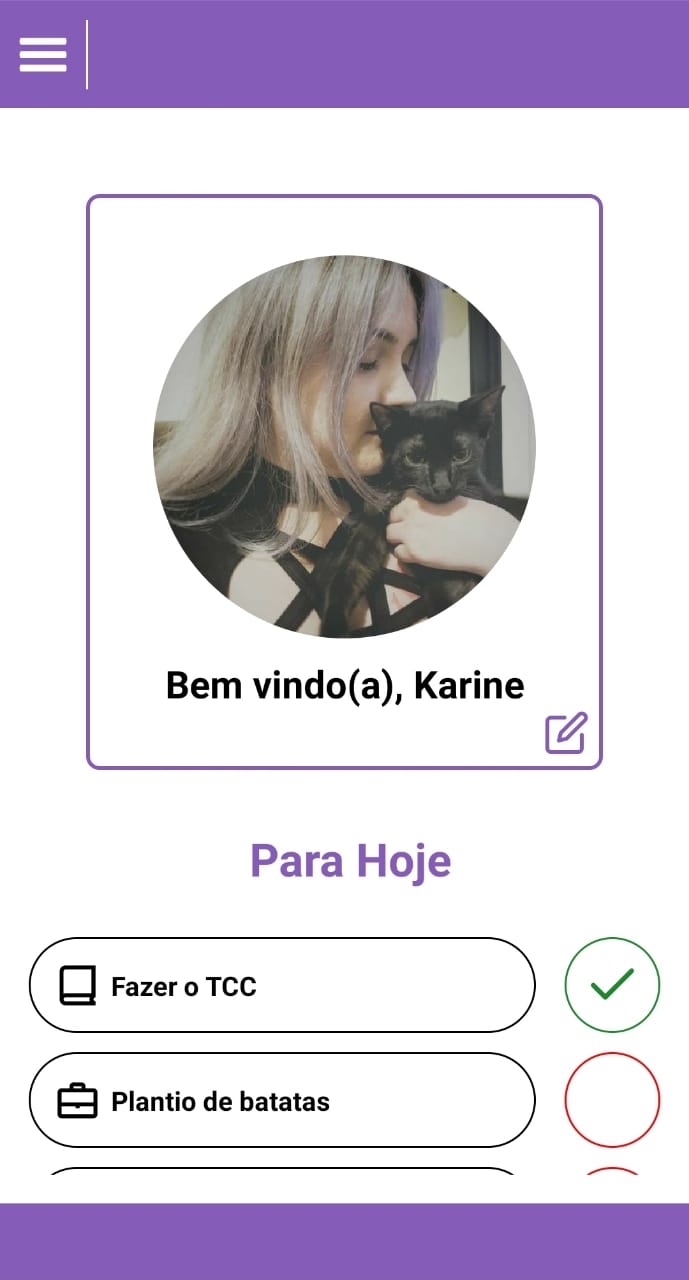 Bem vindo(a), Karine
Para Hoje
Fazer o TCC
Plantio de batatas